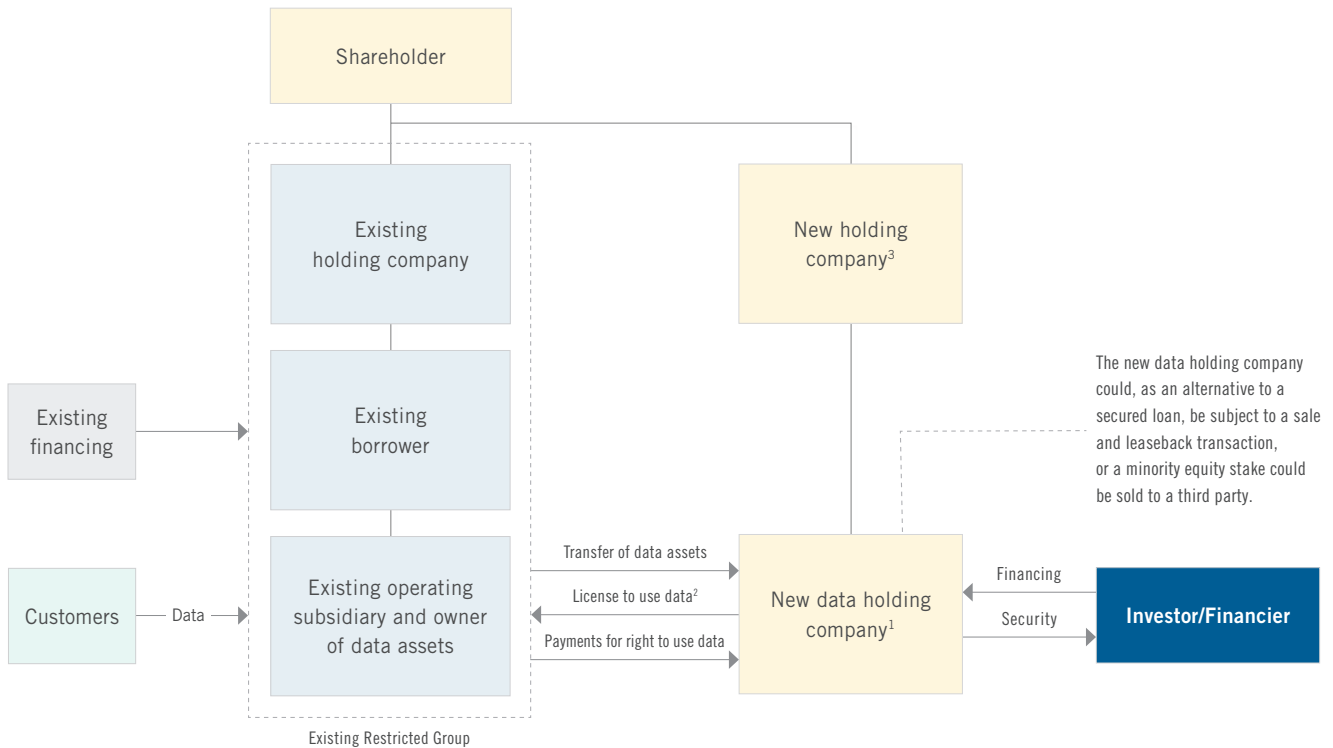 Shareholder
Existing
holding company
New holding
company³
Existing
financing
Existing
borrower
The new data holding company
could, as an alternative to a
secured loan, be subject to a sale
and leaseback transaction,
or a minority equity stake could
be sold to a third party.
Customers
Data
Existing operating
subsidiary and owner
of data assets
Transfer of data assets
License to use data²
Payments for right to use data
New data holding
company¹
Financing
Security
Investor/Financier
Existing Restricted Group